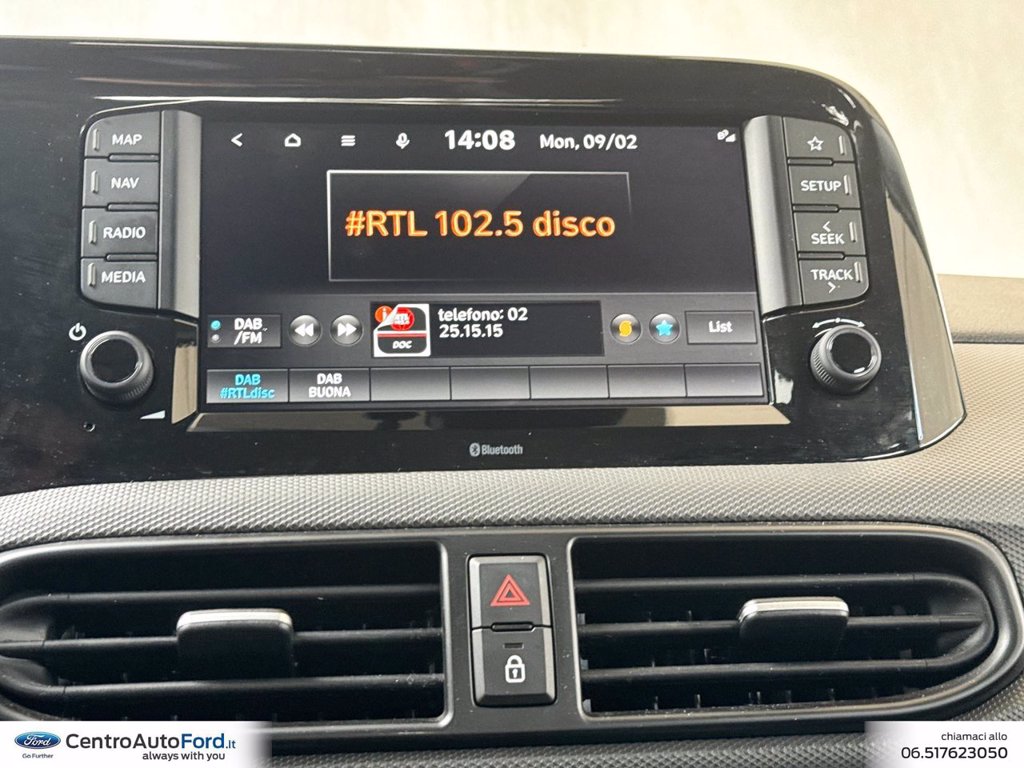 MAP
NAV
RADIO
MEDIA
14:08 Mon, 09/02
#RTL 102.5 disco
DAB
/FM
DOC
telefono: 02
25.15.15
List
DAB
#RTLdisc
DAB
BUONA
SETUP
SEEK
TRACK
Bluetooth
Ford
Go Further
CentroAutoFord.it
always with you
chiamaci allo
06.517623050